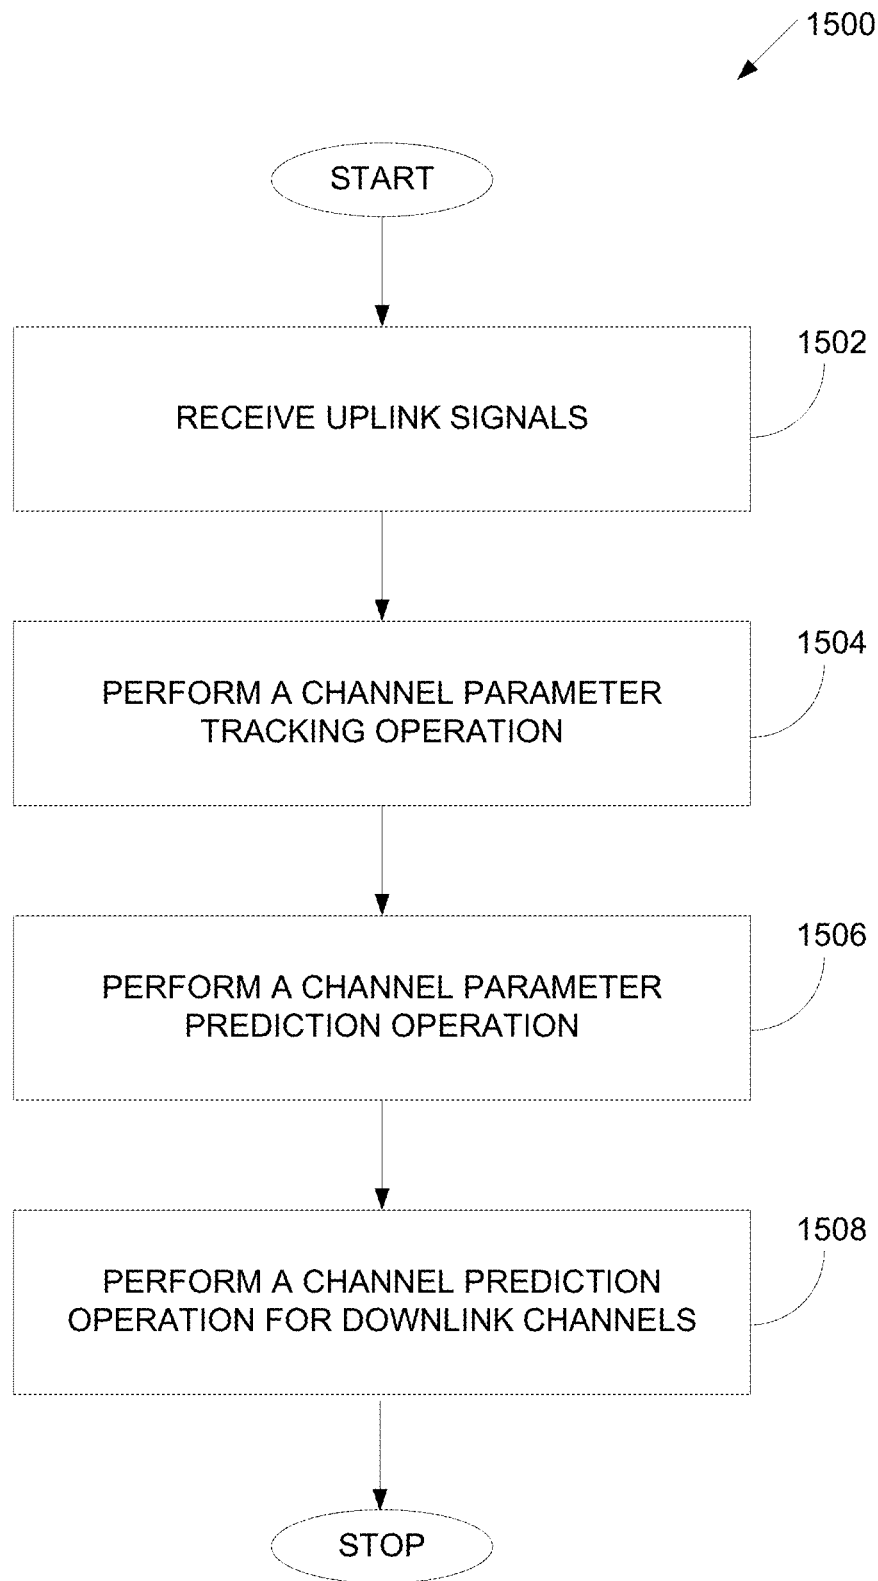 1500
START
1502
RECEIVE UPLINK SIGNALS
1504
PERFORM A CHANNEL PARAMETER
TRACKING OPERATION
1506
PERFORM A CHANNEL PARAMETER
PREDICTION OPERATION
1508
PERFORM A CHANNEL PREDICTION
OPERATION FOR DOWNLINK CHANNELS
STOP